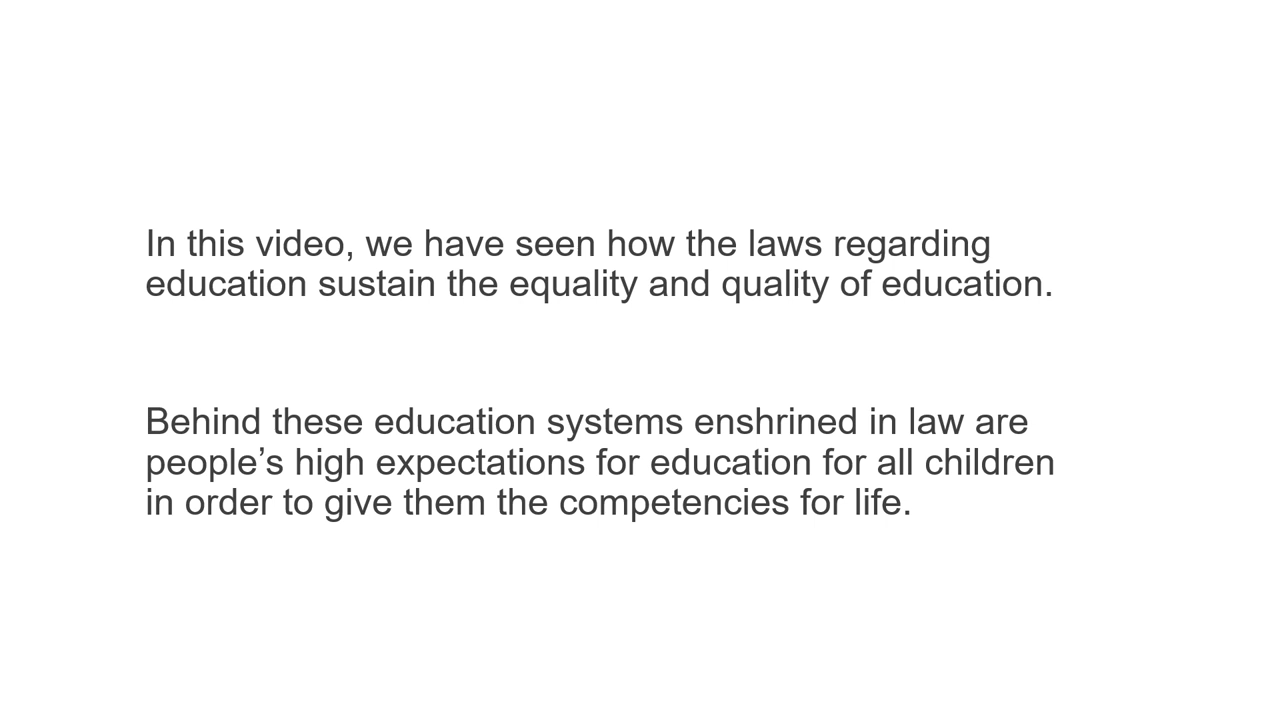 In this video, we have seen how the laws regarding
education sustain the equality and quality of education.
Behind these education systems enshrined in law are
people’s high expectations for education for all children
in order to give them the competencies for life.